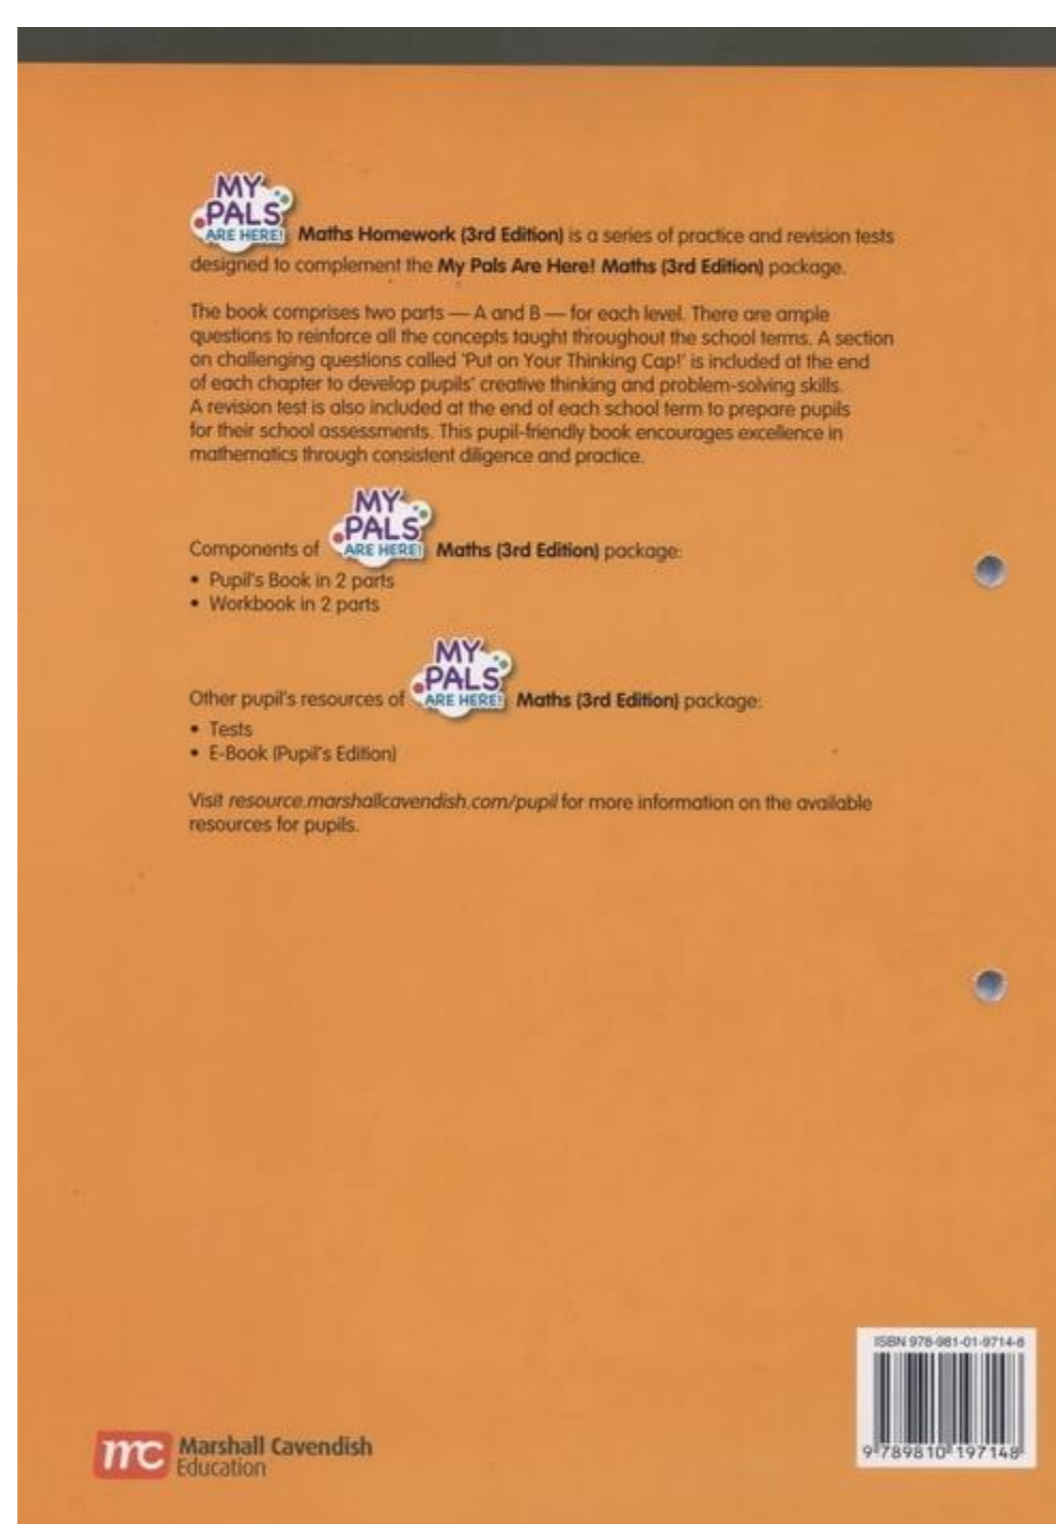 MY
PALS
ARE HERE! Maths Homework (3rd Edition) is a series of practice and revision tests
designed to complement the My Pals Are Here! Maths (3rd Edition) package.
The book comprises two parts — A and B — for each level. There are ample
questions to reinforce all the concepts taught throughout the school terms. A section
on challenging questions called 'Put on Your Thinking Cap!' is included at the end
of each chapter to develop pupils' creative thinking and problem-solving skills.
A revision test is also included at the end of each school term to prepare pupils
for their school assessments. This pupil-friendly book encourages excellence in
mathematics through consistent diligence and practice.
MY
PALS
Components of ARE HERE! Maths (3rd Edition) package:
• Pupil's Book in 2 parts
• Workbook in 2 parts
MY
PALS
Other pupil's resources of ARE HERE! Maths (3rd Edition) package:
• Tests
• E-Book (Pupil's Edition)
Visit resource.marshallcavendish.com/pupil for more information on the available
resources for pupils.
ISBN 978-981-01-9714-8
9 789810 197148
mc Marshall Cavendish
Education